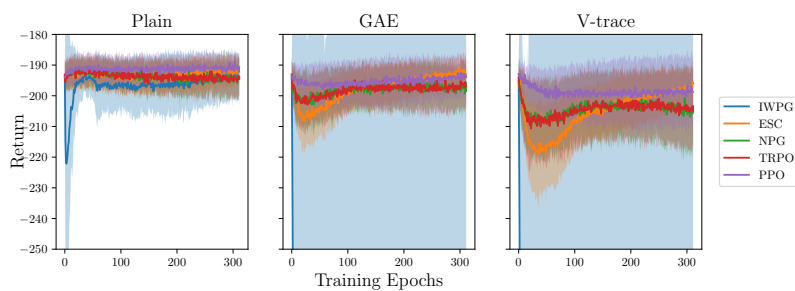 Plain
GAE
V-trace
Return
−180
−190
−200
−210
−220
−230
−240
−250
0 100 200 300
0 100 200 300
0 100 200 300
Training Epochs
IWPG
ESC
NPG
TRPO
PPO